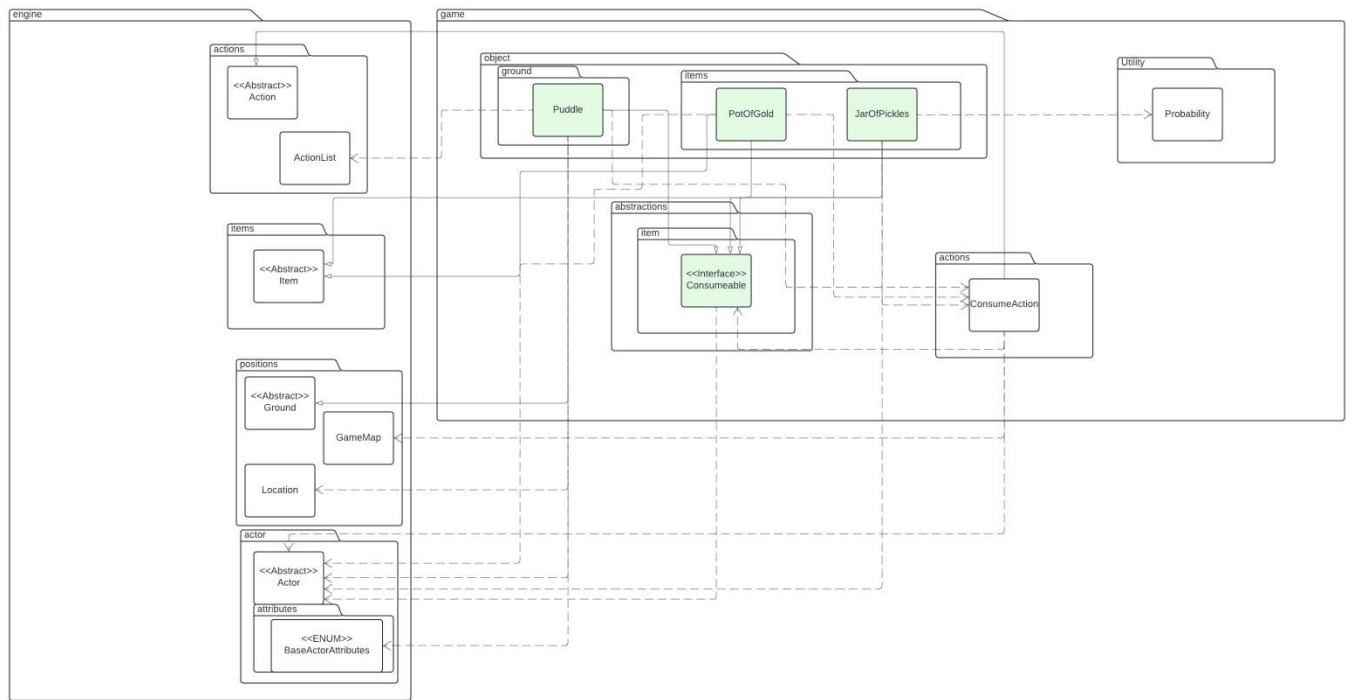 engine
game
actions
<<Abstract>>
Action
ActionList
object
ground
Puddle
items
PotOfGold
JarOfPickles
Utility
Probability
items
<<Abstract>>
Item
abstractions
item
<<Interface>>
Consumeable
actions
ConsumeAction
positions
<<Abstract>>
Ground
GameMap
Location
actor
<<Abstract>>
Actor
attributes
<<ENUM>>
BaseActorAttributes